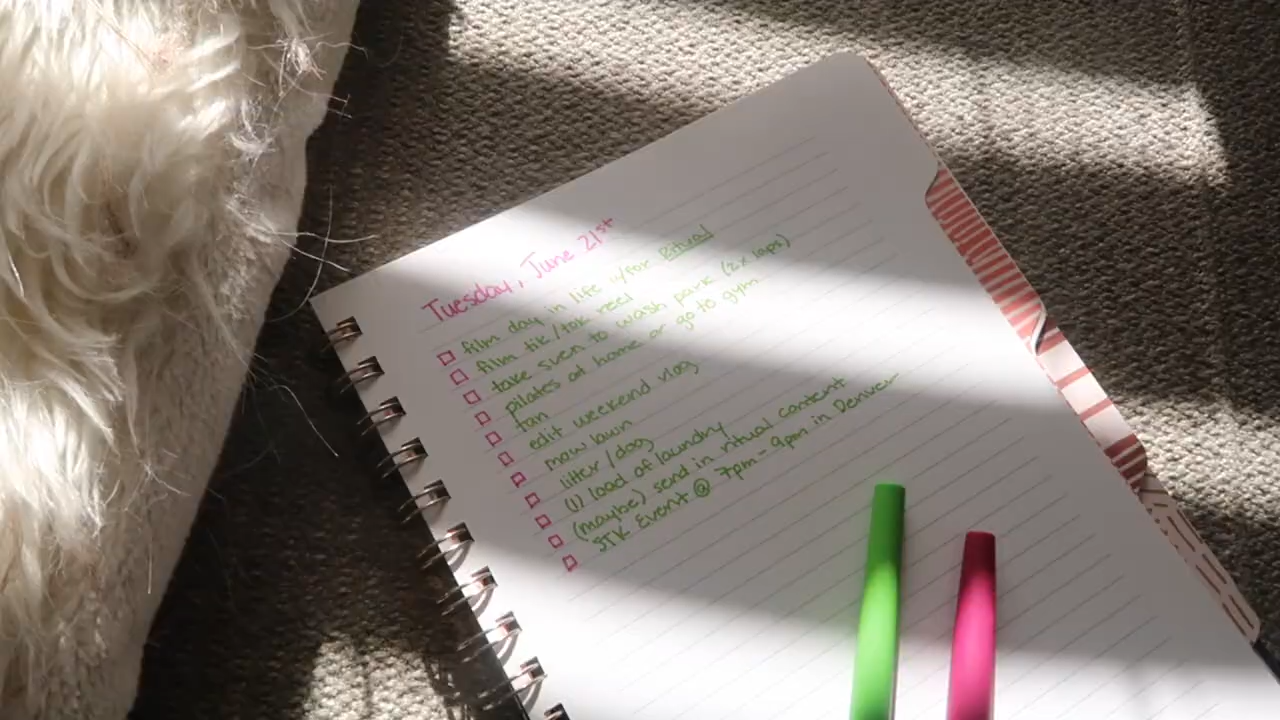 Tuesday, June 21st
film day in life w/for Ritual
film tik/tok reel
take sven to wash park (2x laps)
pilates at home or go to gym
tan
edit weekend vlog
mow lawn
litter/dog
(1) load of laundry
(maybe) send in ritual content
STK Event @ 7pm - 9pm in Denver